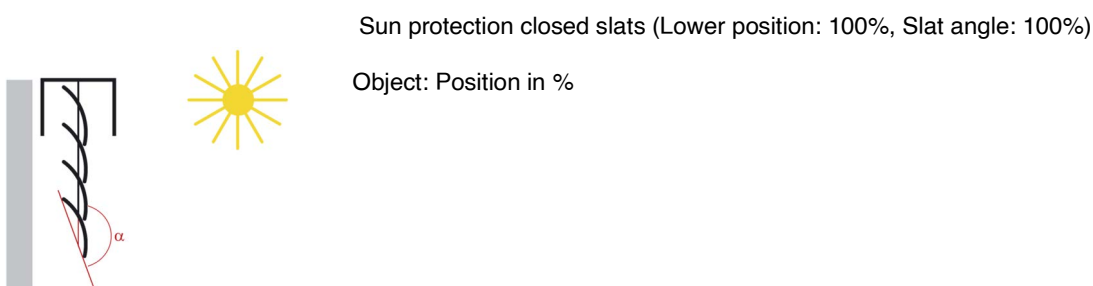 Sun protection closed slats (Lower position: 100%, Slat angle: 100%)
Object: Position in %
α